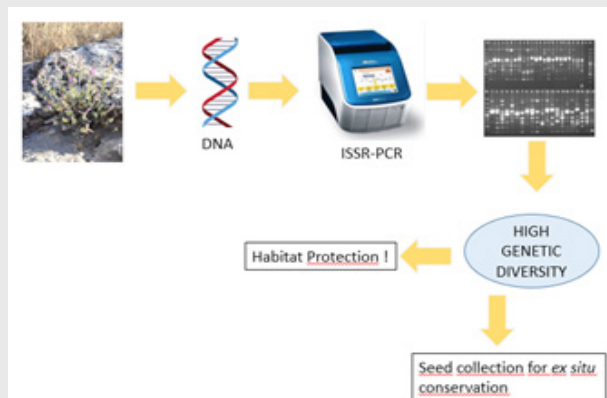 DNA
ISSR-PCR
HIGH
GENETIC
DIVERSITY
Habitat Protection !
Seed collection for ex situ
conservation